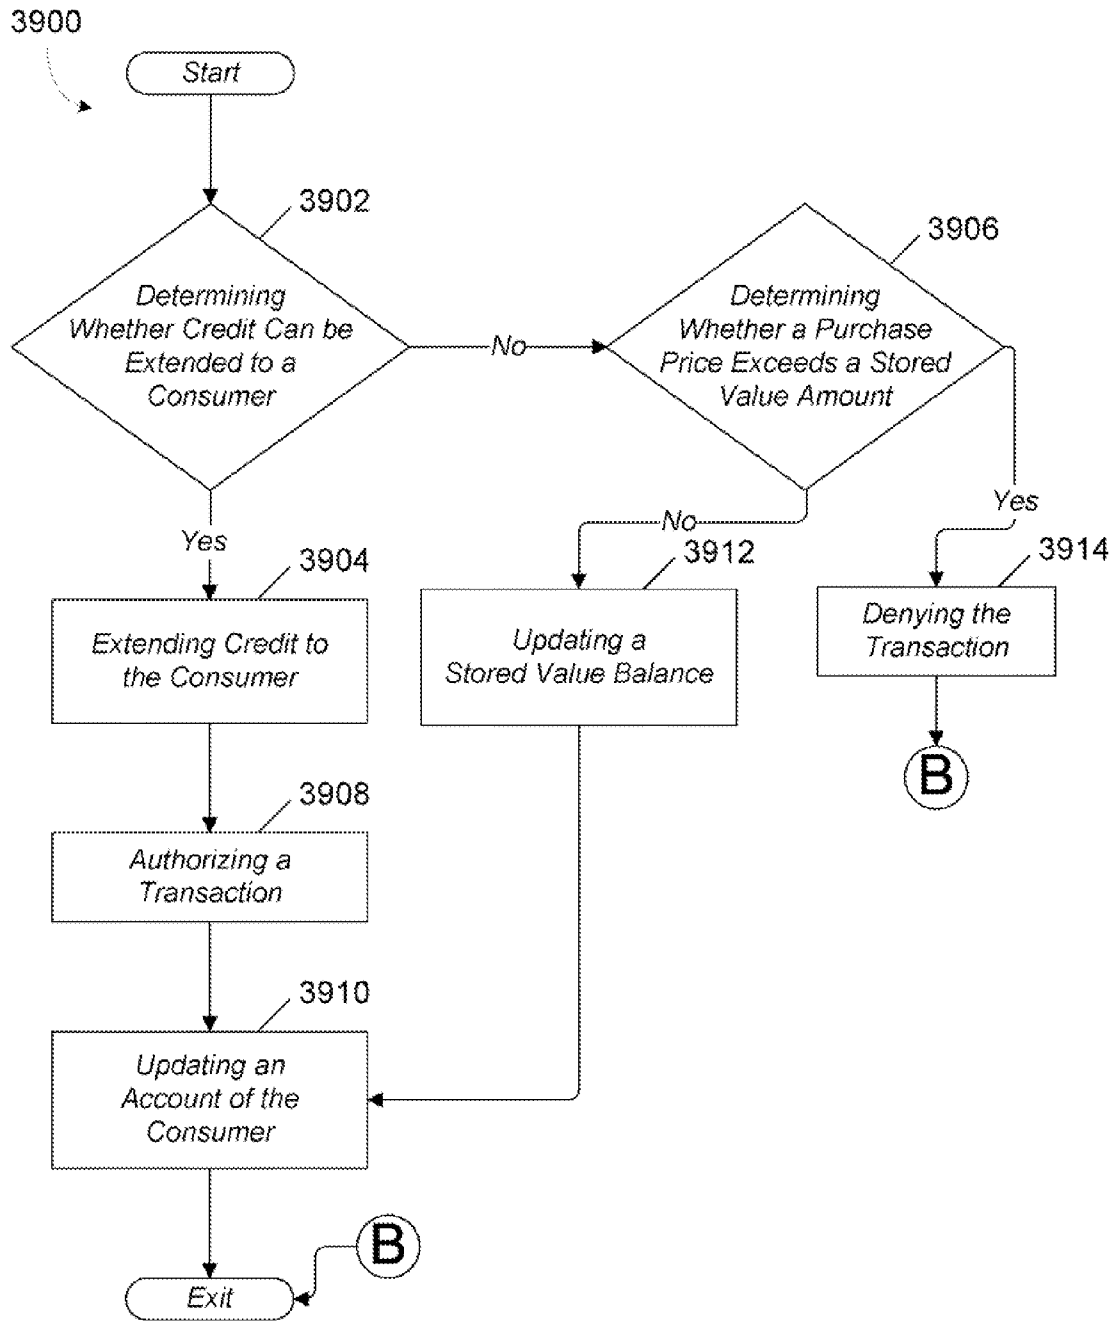 3900
Start
3902
Determining
Whether Credit Can be
Extended to a
Consumer
No
3906
Determining
Whether a Purchase
Price Exceeds a Stored
Value Amount
Yes
No
Yes
3904
Extending Credit to
the Consumer
3912
Updating a
Stored Value Balance
3914
Denying the
Transaction
B
3908
Authorizing a
Transaction
3910
Updating an
Account of the
Consumer
B
Exit